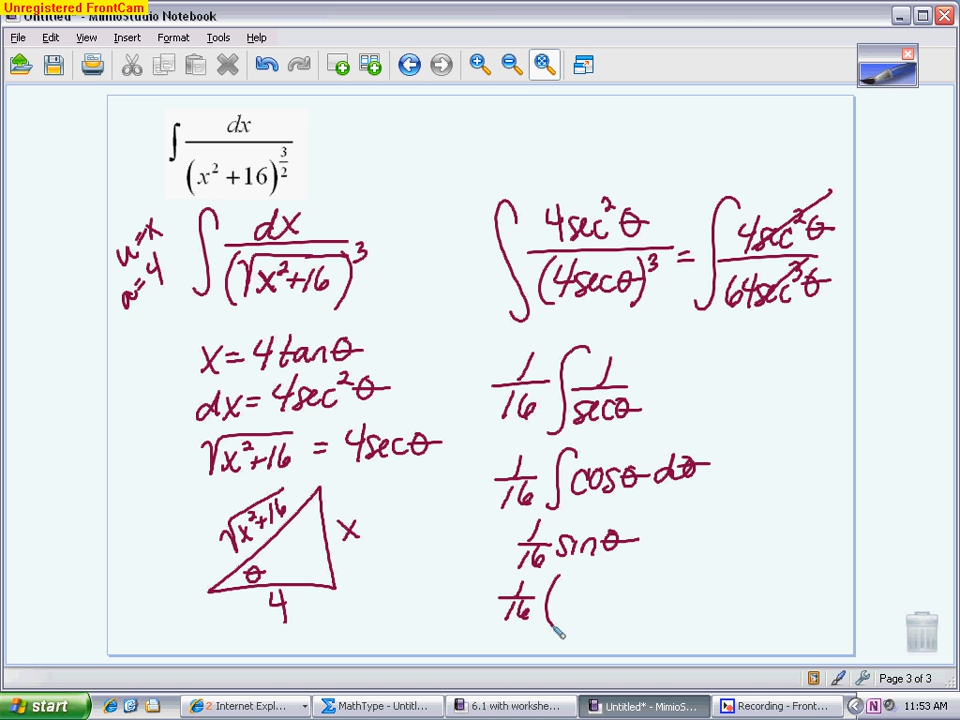 Unregistered FrontCam
Untitled* - MimioStudio Notebook
File Edit View Insert Format Tools Help
∫ dx / (x² + 16)^(3/2)
u = x
a = 4
∫ dx / (√(x²+16))³
x = 4tanθ
dx = 4sec²θ
√(x²+16) = 4secθ
√(x²+16)
x
θ
4
∫ 4sec²θ / (4secθ)³ = ∫ 4sec²θ / 64sec³θ
1/16 ∫ 1/secθ
1/16 ∫ cosθ dθ
1/16 sinθ
1/16 (
Page 3 of 3
start
2 Internet Expl...
MathType - Untitl...
6.1 with workshe...
Untitled* - MimioS...
Recording - Front...
N
11:53 AM